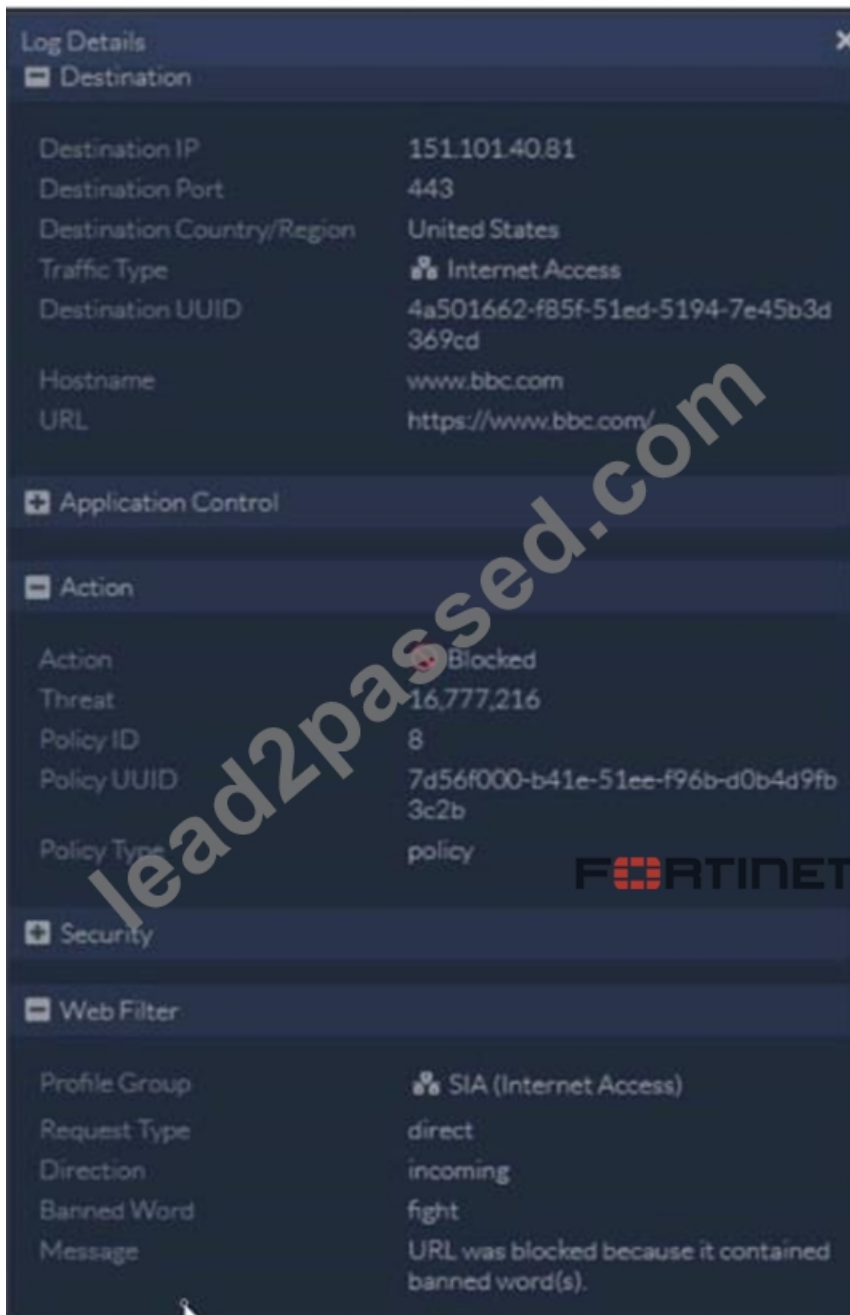 Log Details
Destination
Destination IP 151.101.40.81
Destination Port 443
Destination Country/Region United States
Traffic Type Internet Access
Destination UUID 4a501662-f85f-51ed-5194-7e45b3d
369cd
Hostname www.bbc.com
URL https://www.bbc.com/
Application Control
Action
Action Blocked
Threat 16,777,216
Policy ID 8
Policy UUID 7d56f000-b41e-51ee-f96b-d0b4d9fb
3c2b
Policy Type policy
FORTINET
Security
Web Filter
Profile Group SIA (Internet Access)
Request Type direct
Direction incoming
Banned Word fight
Message URL was blocked because it contained
banned word(s).
lead2passed.com